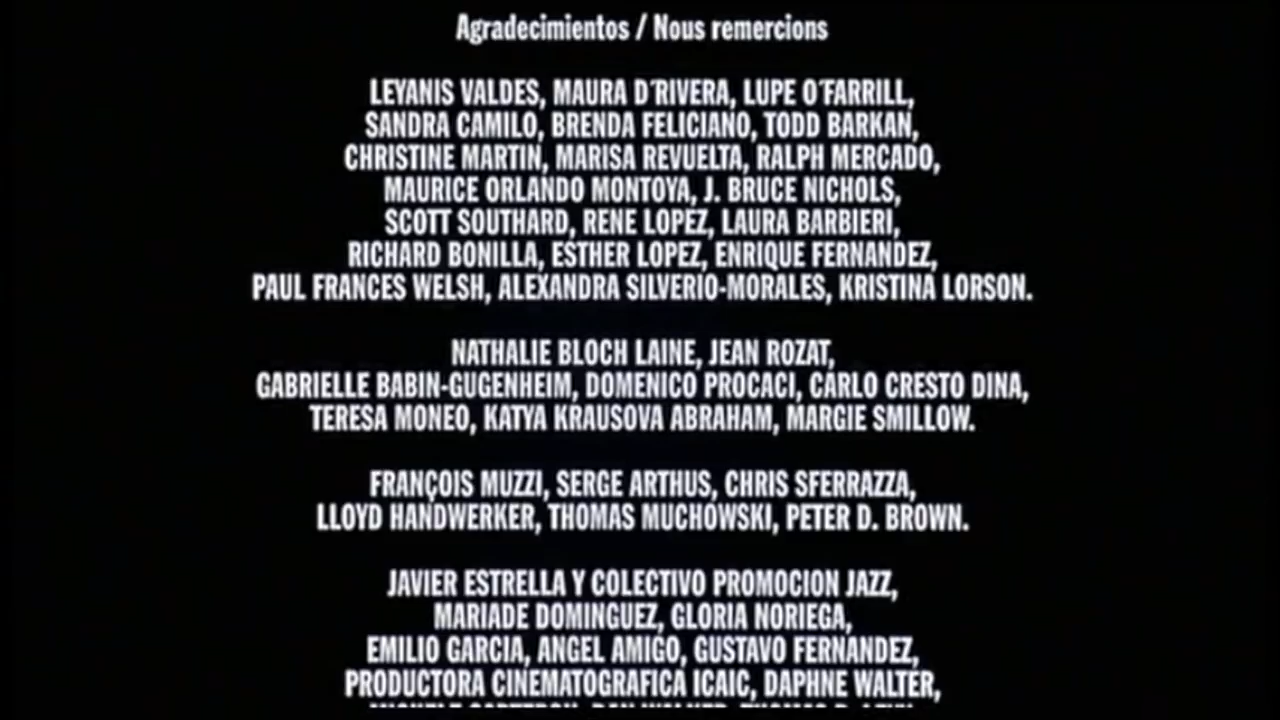 Agradecimientos / Nous remercions
LEYANIS VALDES, MAURA D´RIVERA, LUPE O´FARRILL,
SANDRA CAMILO, BRENDA FELICIANO, TODD BARKAN,
CHRISTINE MARTIN, MARISA REVUELTA, RALPH MERCADO,
MAURICE ORLANDO MONTOYA, J. BRUCE NICHOLS,
SCOTT SOUTHARD, RENE LOPEZ, LAURA BARBIERI,
RICHARD BONILLA, ESTHER LOPEZ, ENRIQUE FERNANDEZ,
PAUL FRANCES WELSH, ALEXANDRA SILVERIO-MORALES, KRISTINA LORSON.
NATHALIE BLOCH LAINE, JEAN ROZAT,
GABRIELLE BABIN-GUGENHEIM, DOMENICO PROCACI, CARLO CRESTO DINA,
TERESA MONEO, KATYA KRAUSOVA ABRAHAM, MARGIE SMILLOW.
FRANÇOIS MUZZI, SERGE ARTHUS, CHRIS SFERRAZZA,
LLOYD HANDWERKER, THOMAS MUCHOWSKI, PETER D. BROWN.
JAVIER ESTRELLA Y COLECTIVO PROMOCION JAZZ,
MARIADE DOMINGUEZ, GLORIA NORIEGA,
EMILIO GARCIA, ANGEL AMIGO, GUSTAVO FERNANDEZ,
PRODUCTORA CINEMATOGRAFICA ICAIC, DAPHNE WALTER,